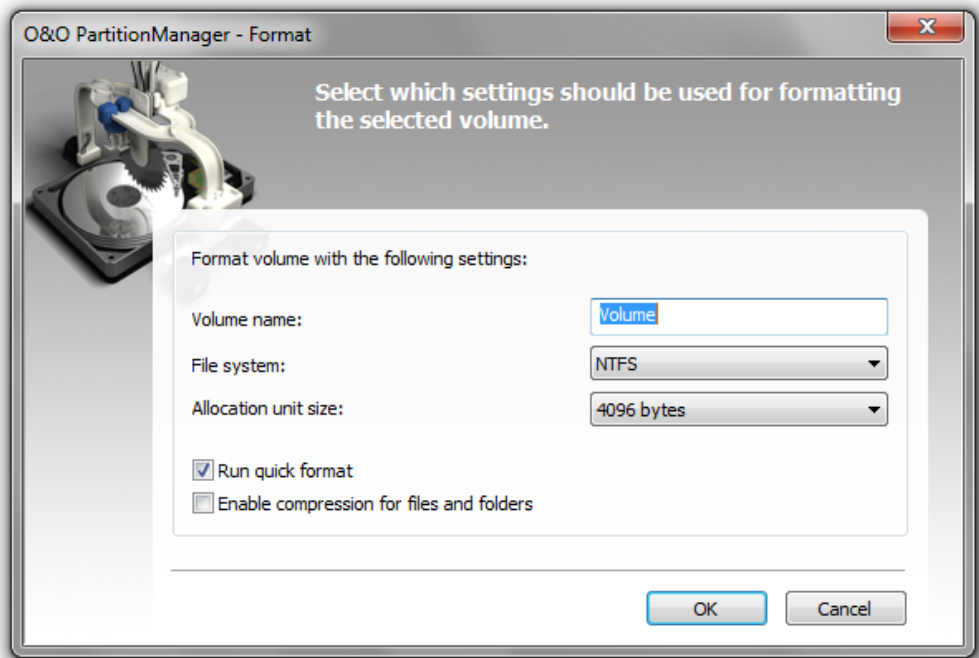 O&O PartitionManager - Format
Select which settings should be used for formatting
the selected volume.
Format volume with the following settings:
Volume name:
Volume
File system:
NTFS
Allocation unit size:
4096 bytes
Run quick format
Enable compression for files and folders
OK
Cancel